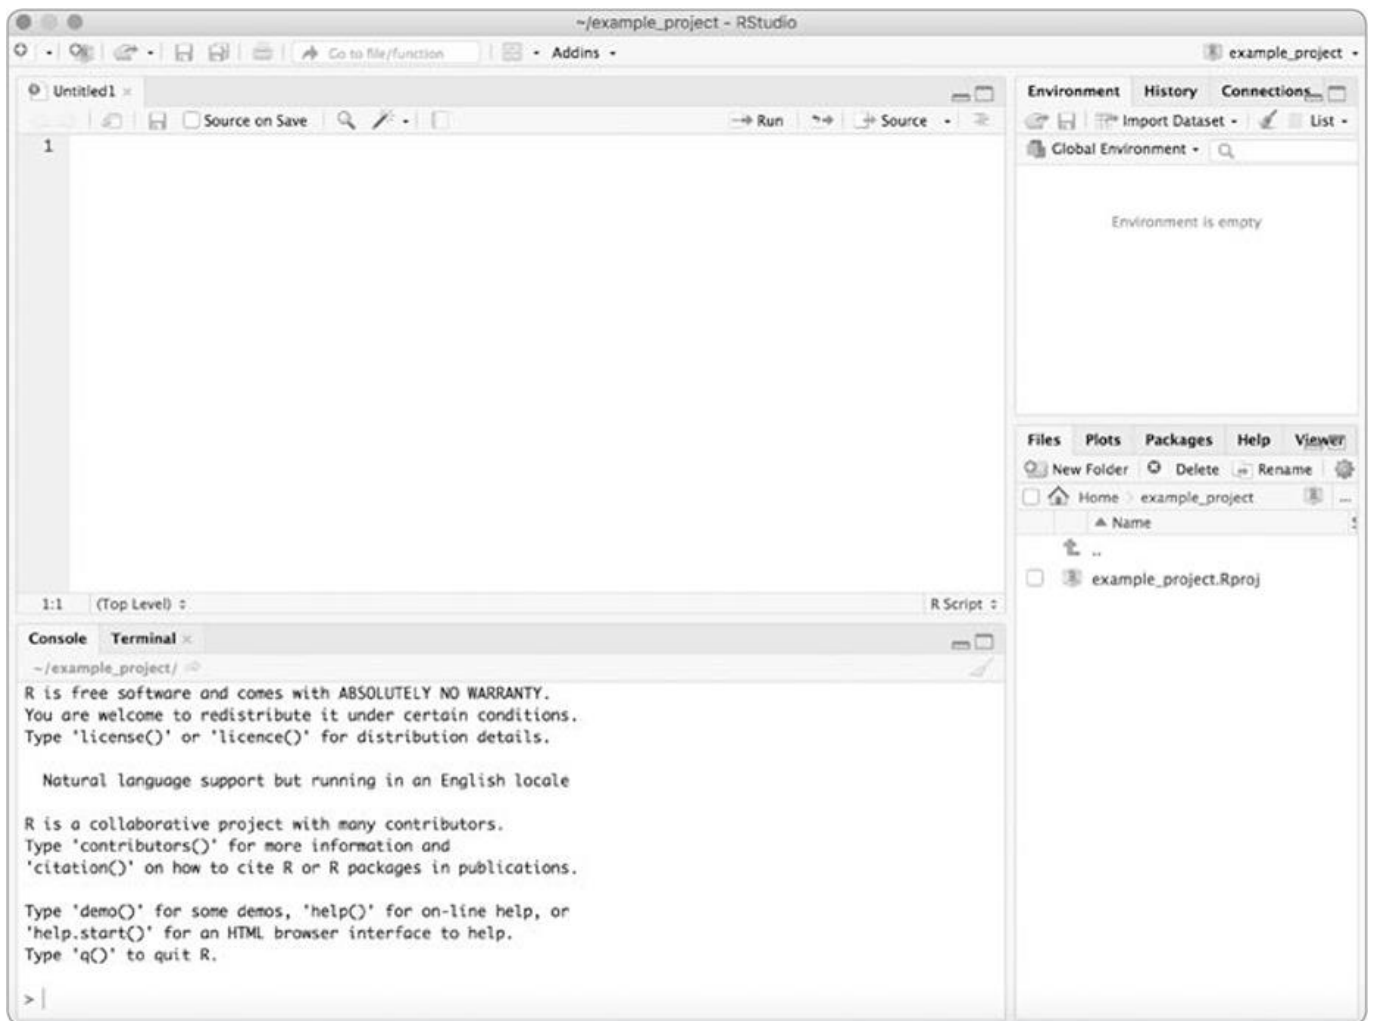 ~/example_project - RStudio
Go to file/function
Addins
example_project
Untitled1
Source on Save
Run
Source
1
1:1
(Top Level)
R Script
Console Terminal
~/example_project/
R is free software and comes with ABSOLUTELY NO WARRANTY.
You are welcome to redistribute it under certain conditions.
Type 'license()' or 'licence()' for distribution details.
Natural language support but running in an English locale
R is a collaborative project with many contributors.
Type 'contributors()' for more information and
'citation()' on how to cite R or R packages in publications.
Type 'demo()' for some demos, 'help()' for on-line help, or
'help.start()' for an HTML browser interface to help.
Type 'q()' to quit R.
>
Environment History Connections
Import Dataset
List
Global Environment
Environment is empty
Files Plots Packages Help Viewer
New Folder Delete Rename
Home example_project ...
Name
..
example_project.Rproj